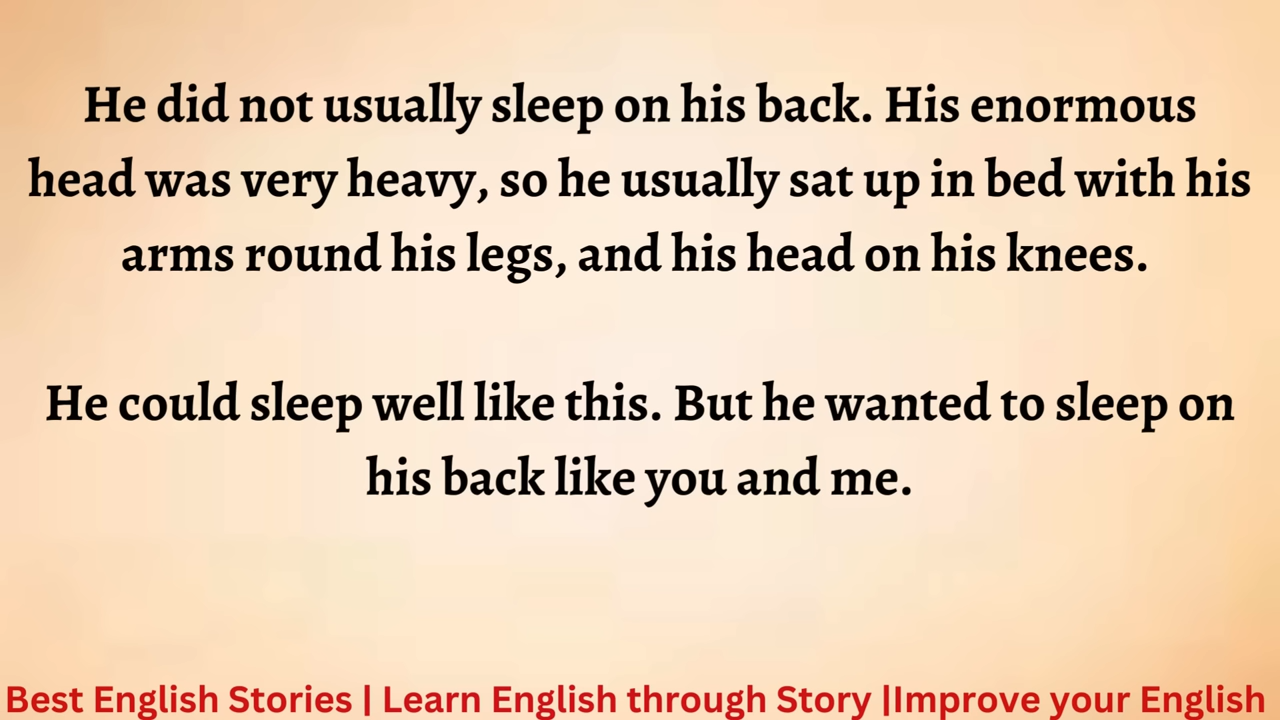 He did not usually sleep on his back. His enormous
head was very heavy, so he usually sat up in bed with his
arms round his legs, and his head on his knees.
He could sleep well like this. But he wanted to sleep on
his back like you and me.
Best English Stories | Learn English through Story |Improve your English